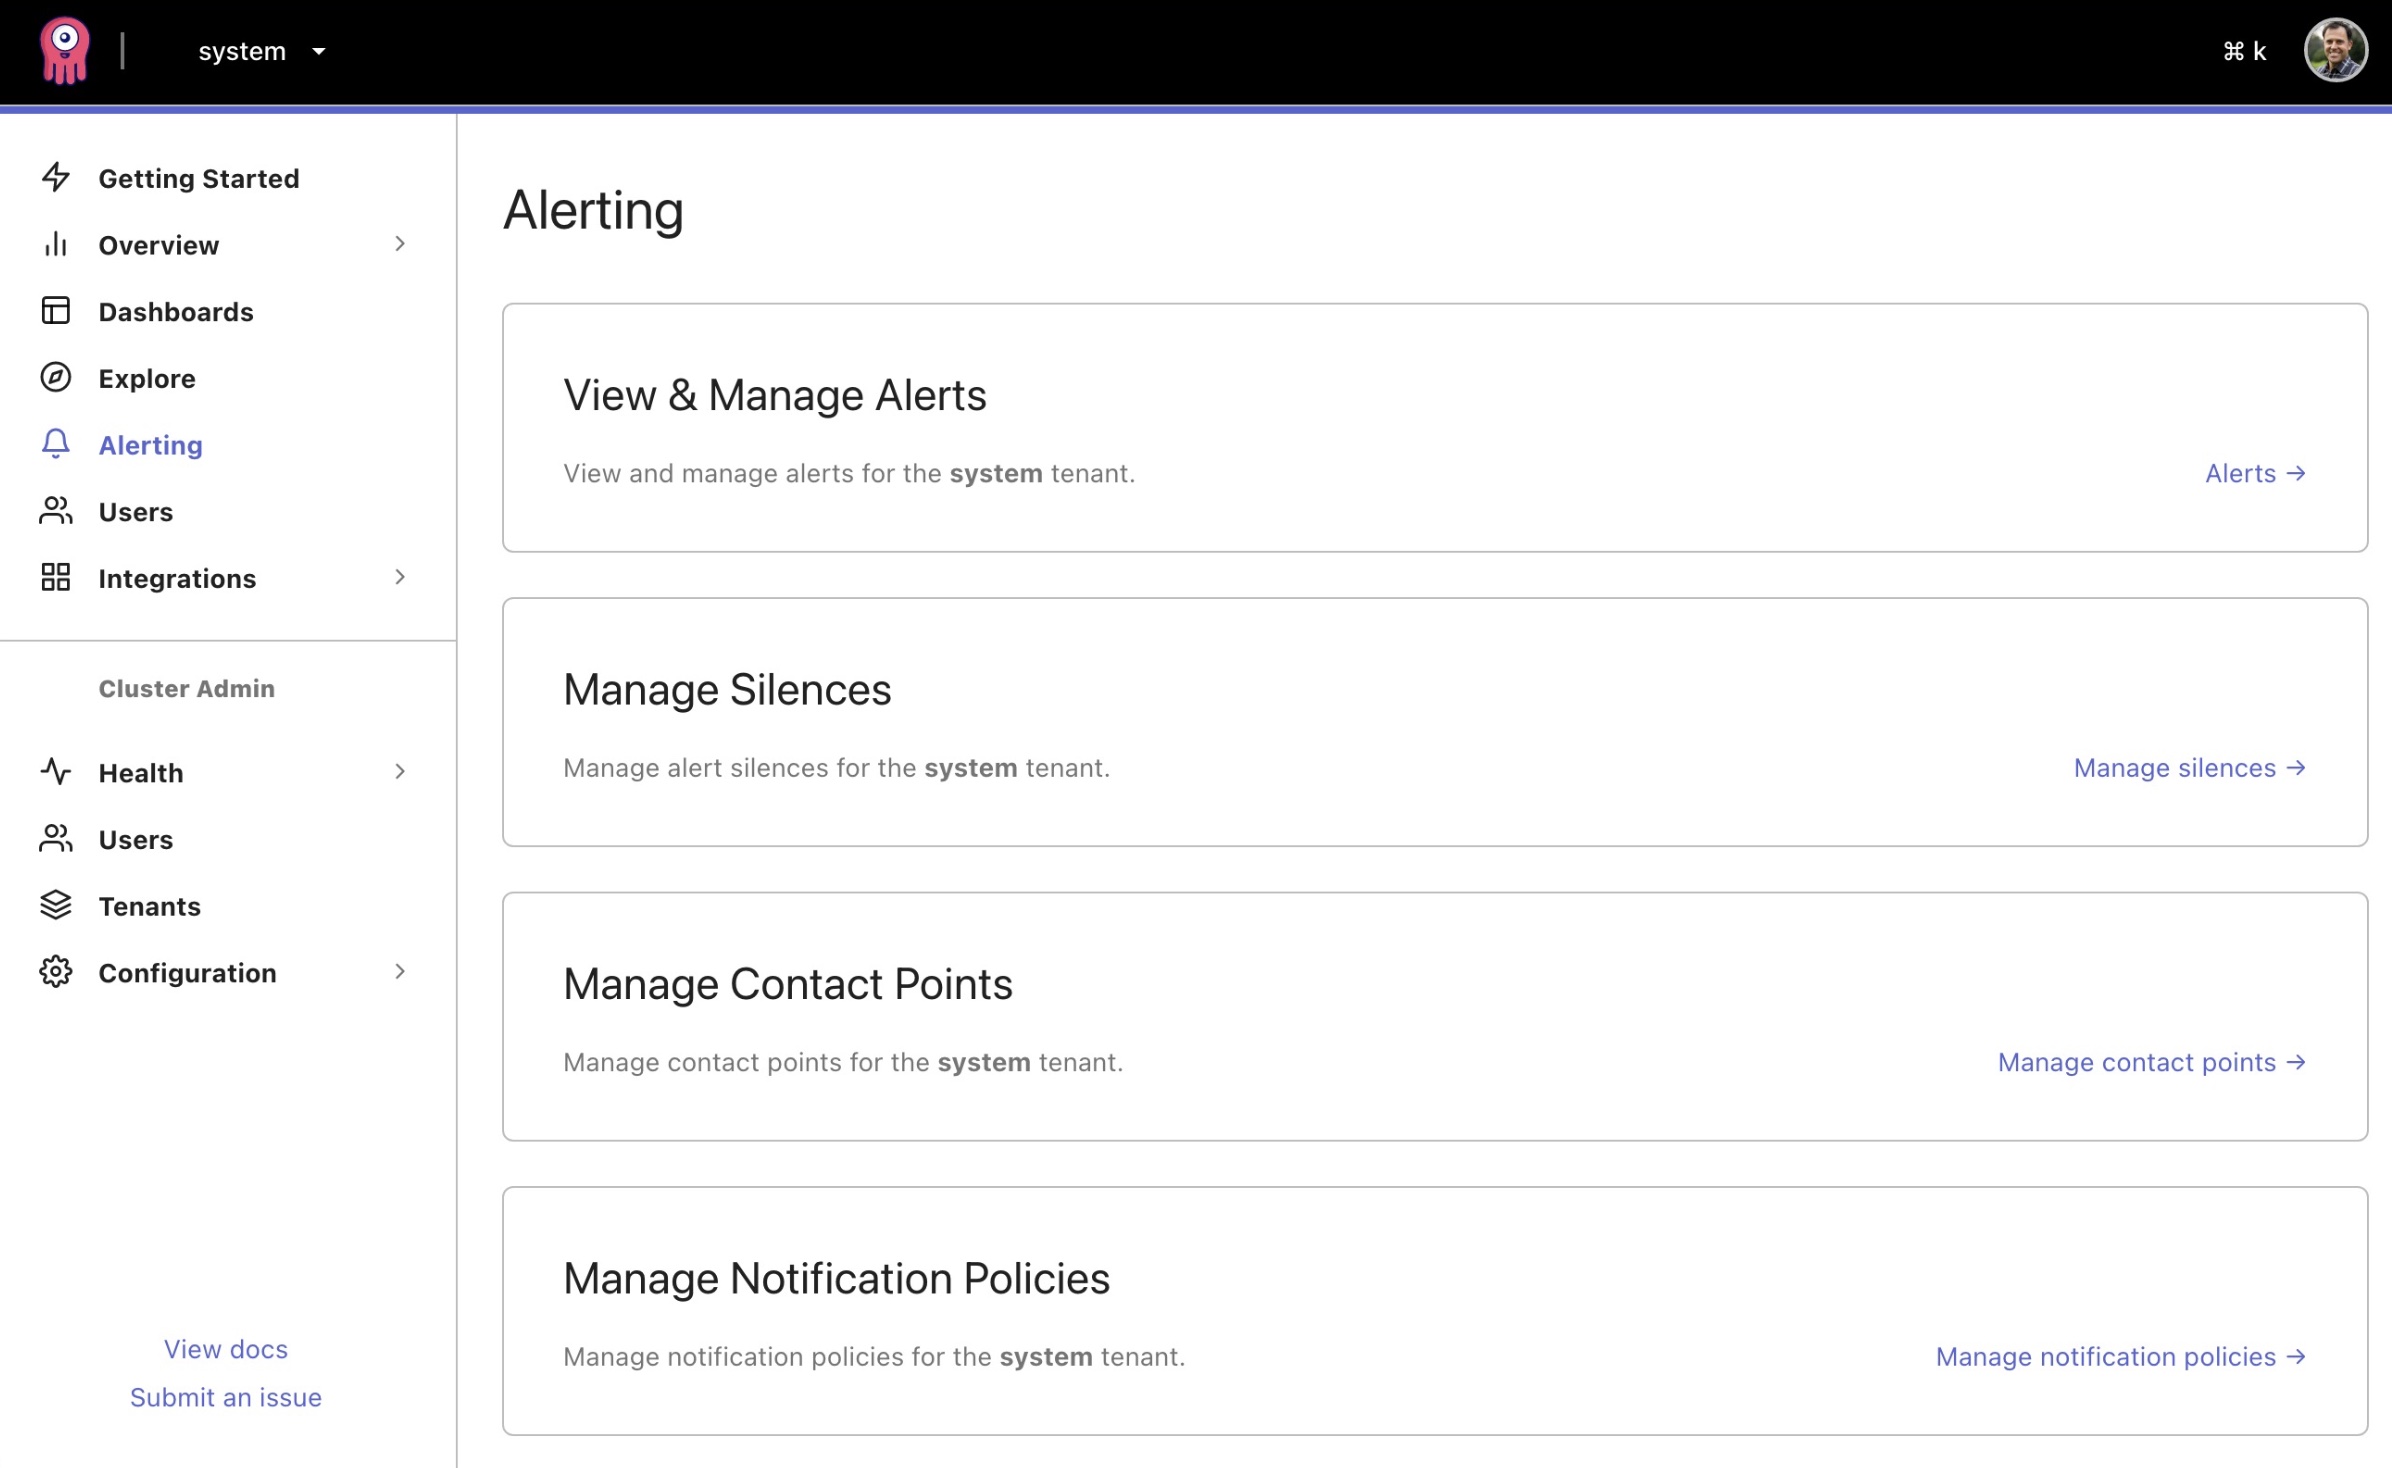 system
⌘ k
Getting Started
Overview
Dashboards
Explore
Alerting
Users
Integrations
Cluster Admin
Health
Users
Tenants
Configuration
View docs
Submit an issue
Alerting
View & Manage Alerts
View and manage alerts for the system tenant.
Alerts →
Manage Silences
Manage alert silences for the system tenant.
Manage silences →
Manage Contact Points
Manage contact points for the system tenant.
Manage contact points →
Manage Notification Policies
Manage notification policies for the system tenant.
Manage notification policies →